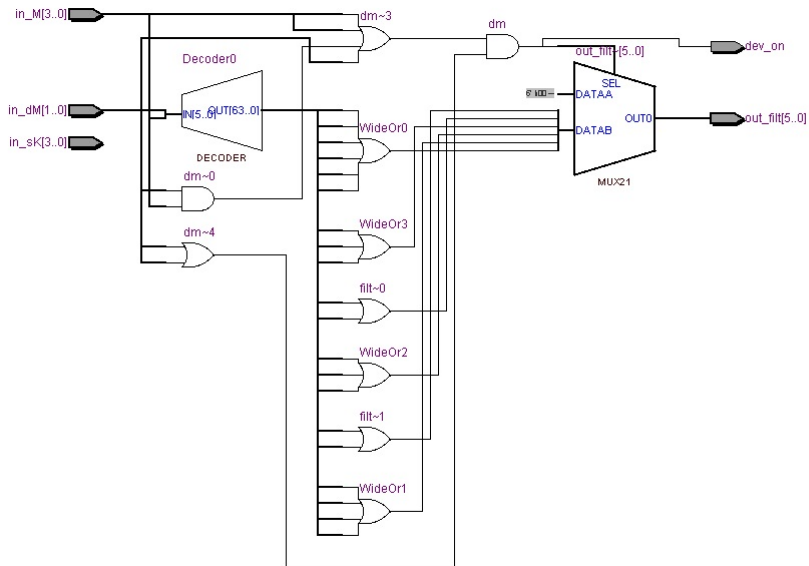 in_M[3..0]
dm~3
dm
out_filt~[5..0]
dev_on
Decoder0
SEL
DATAA
in_dM[1..0]
IN[5..0]
OUT[63..0]
OUT0
out_filt[5..0]
WideOr0
DATAB
in_sK[3..0]
DECODER
dm~0
MUX21
WideOr3
dm~4
filt~0
WideOr2
filt~1
WideOr1